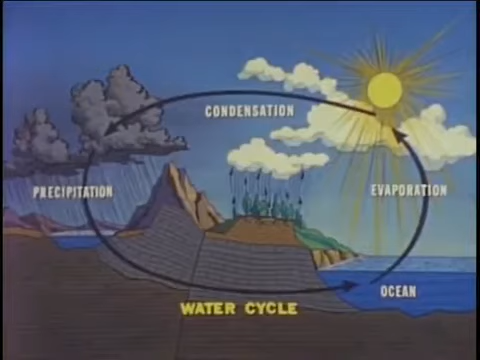 CONDENSATION
PRECIPITATION
EVAPORATION
OCEAN
WATER CYCLE